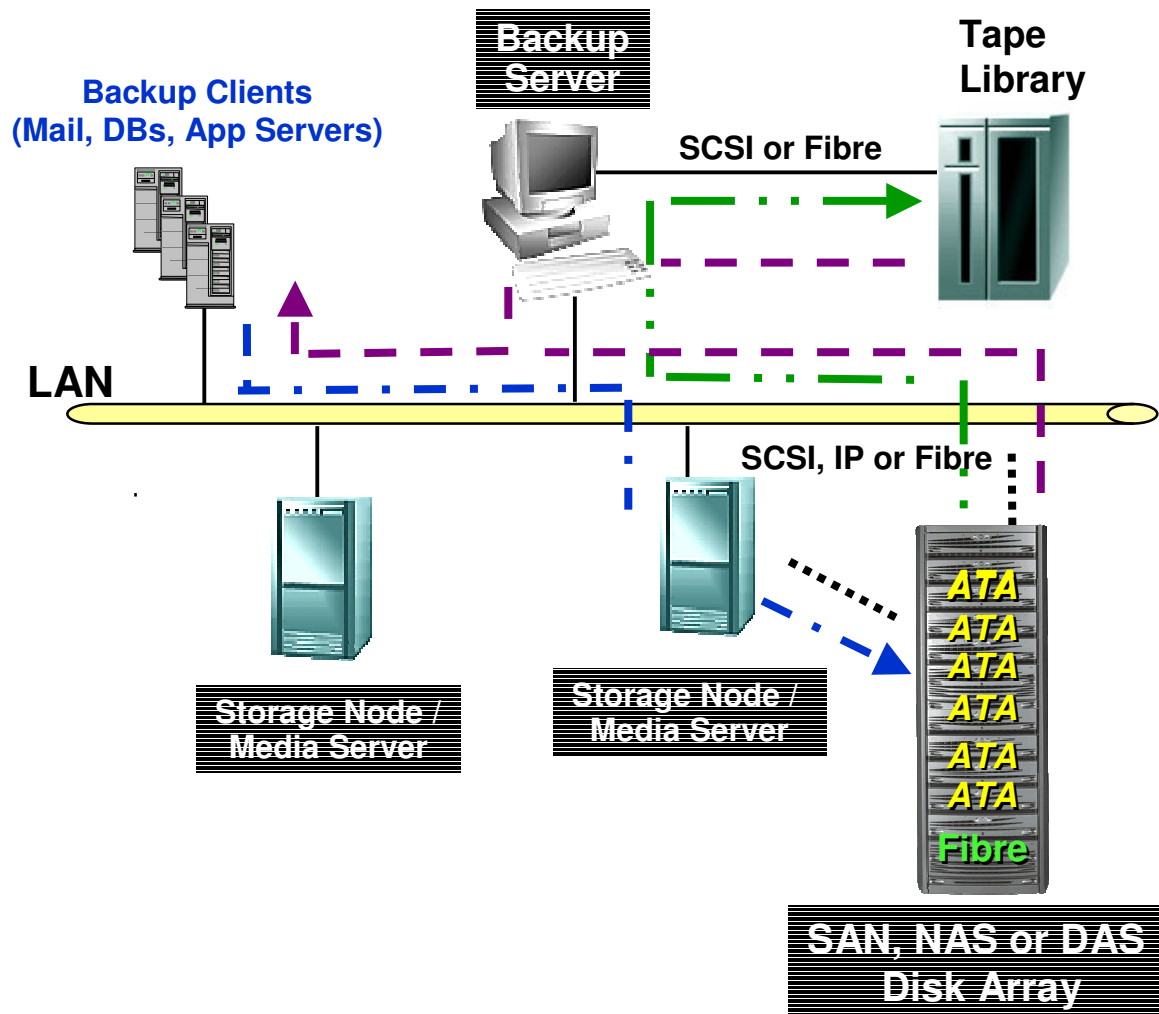 Backup
Server
Tape
Library
Backup Clients
(Mail, DBs, App Servers)
SCSI or Fibre
LAN
SCSI, IP or Fibre
Storage Node /
Media Server
Storage Node /
Media Server
ATA
ATA
ATA
ATA
ATA
ATA
Fibre
SAN, NAS or DAS
Disk Array